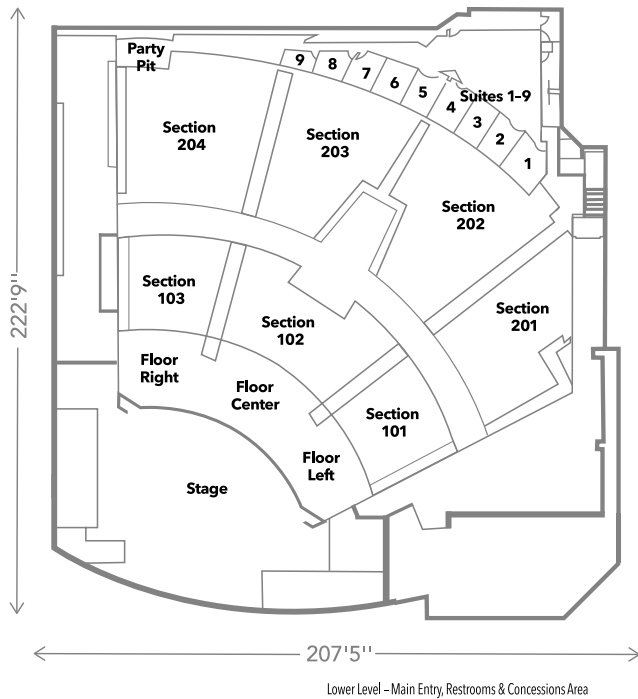 Party
Pit
9
8
7
6
5
4
3
2
1
Suites 1–9
Section
204
Section
203
Section
202
Section
201
Section
103
Section
102
Section
101
Floor
Right
Floor
Center
Floor
Left
Stage
222'9"
207'5"
Lower Level – Main Entry, Restrooms & Concessions Area